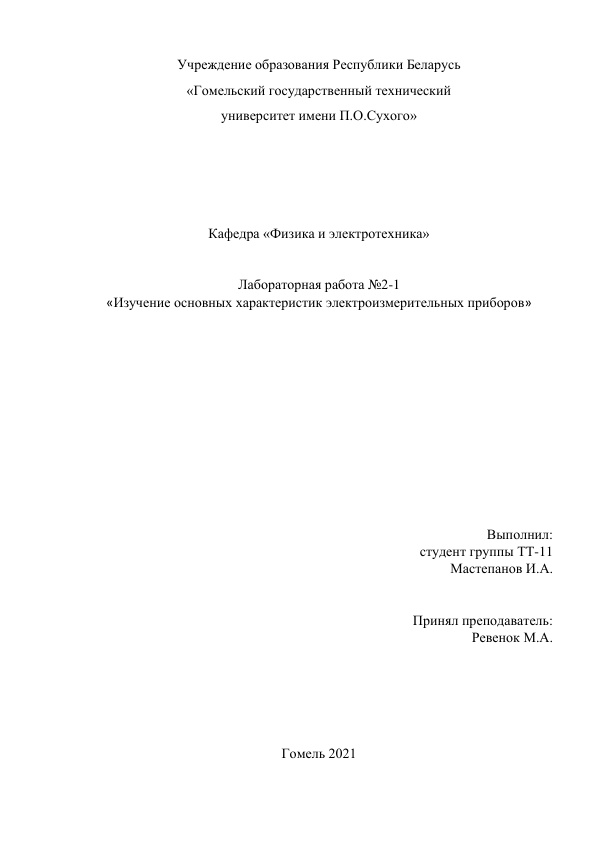 Учреждение образования Республики Беларусь
«Гомельский государственный технический
университет имени П.О.Сухого»
Кафедра «Физика и электротехника»
Лабораторная работа №2-1
«Изучение основных характеристик электроизмерительных приборов»
Выполнил:
студент группы ТТ-11
Мастепанов И.А.
Принял преподаватель:
Ревенок М.А.
Гомель 2021